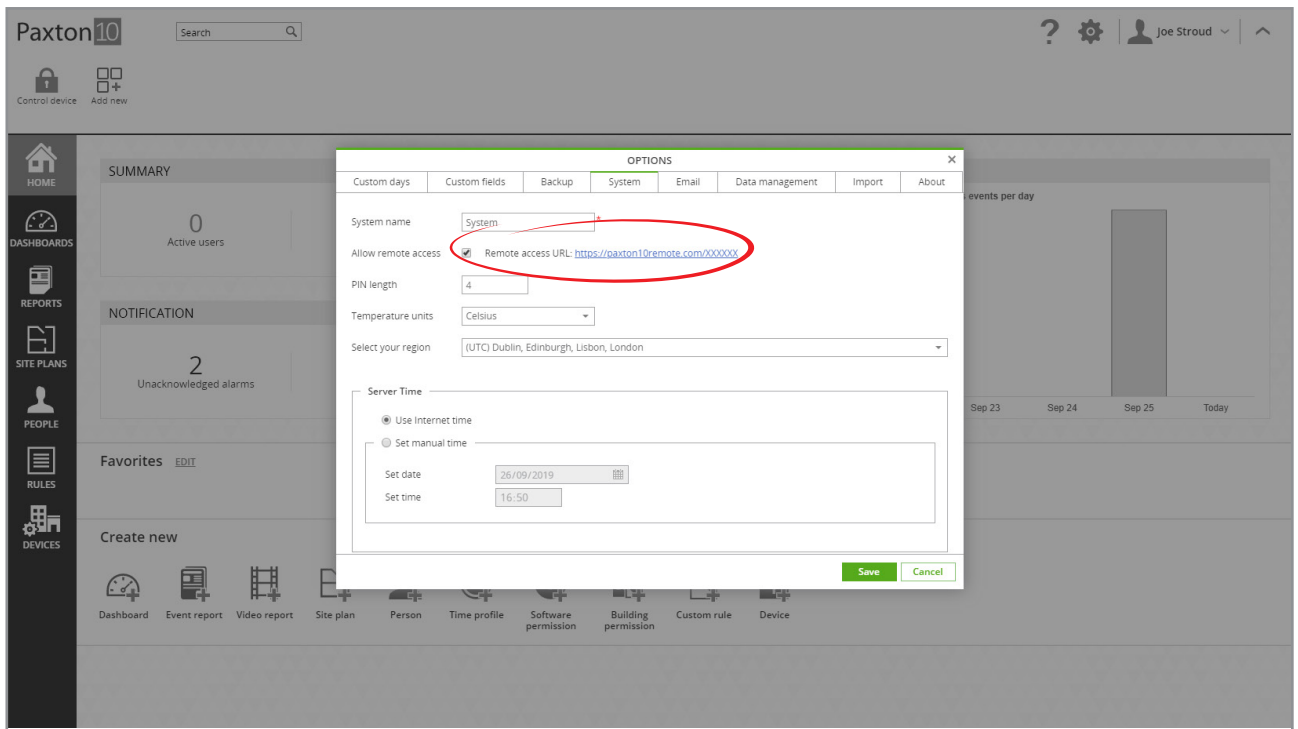 Paxton10
Search
? Joe Stroud
Control device
Add new
HOME
DASHBOARDS
REPORTS
SITE PLANS
PEOPLE
RULES
DEVICES
SUMMARY
0
Active users
NOTIFICATION
2
Unacknowledged alarms
events per day
Sep 23 Sep 24 Sep 25 Today
Favorites EDIT
Create new
Dashboard
Event report
Video report
Site plan
Person
Time profile
Software
permission
Building
permission
Custom rule
Device
OPTIONS
Custom days Custom fields Backup System Email Data management Import About
System name System *
Allow remote access Remote access URL: https://paxton10remote.com/XXXXXX
PIN length 4
Temperature units Celsius
Select your region (UTC) Dublin, Edinburgh, Lisbon, London
Server Time
Use Internet time
Set manual time
Set date 26/09/2019
Set time 16:50
Save Cancel